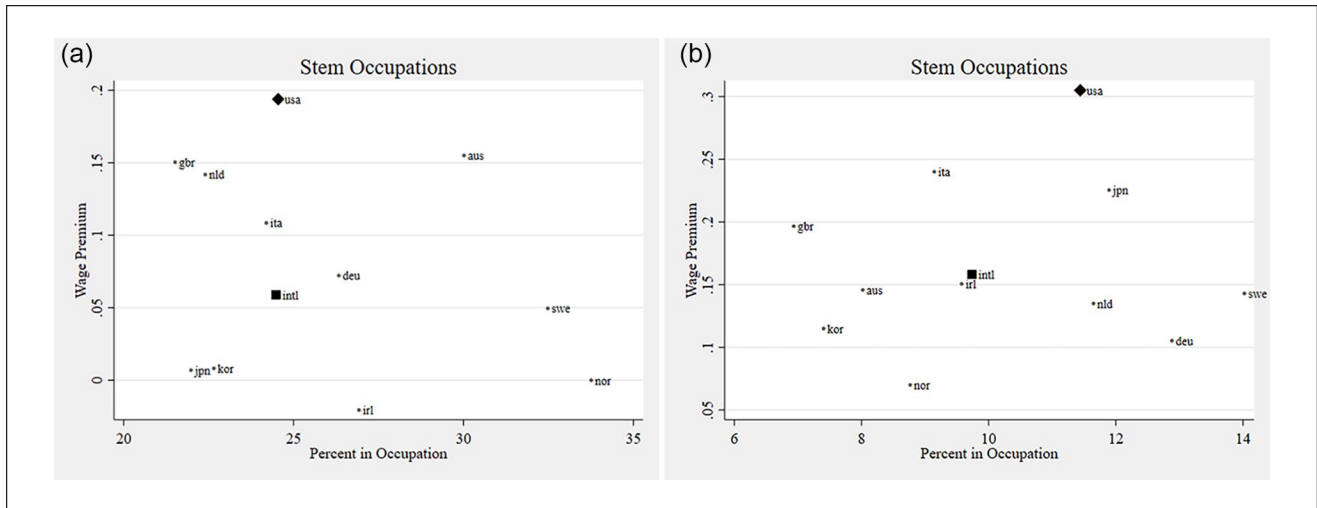 (a)
Stem Occupations
Wage Premium
.2
.15
.1
.05
0
usa
gbr
nld
aus
ita
deu
intl
swe
jpn
kor
nor
irl
20
25
30
35
Percent in Occupation
(b)
Stem Occupations
Wage Premium
.3
.25
.2
.15
.1
.05
usa
ita
jpn
gbr
intl
irl
aus
swe
nld
kor
deu
nor
6
8
10
12
14
Percent in Occupation